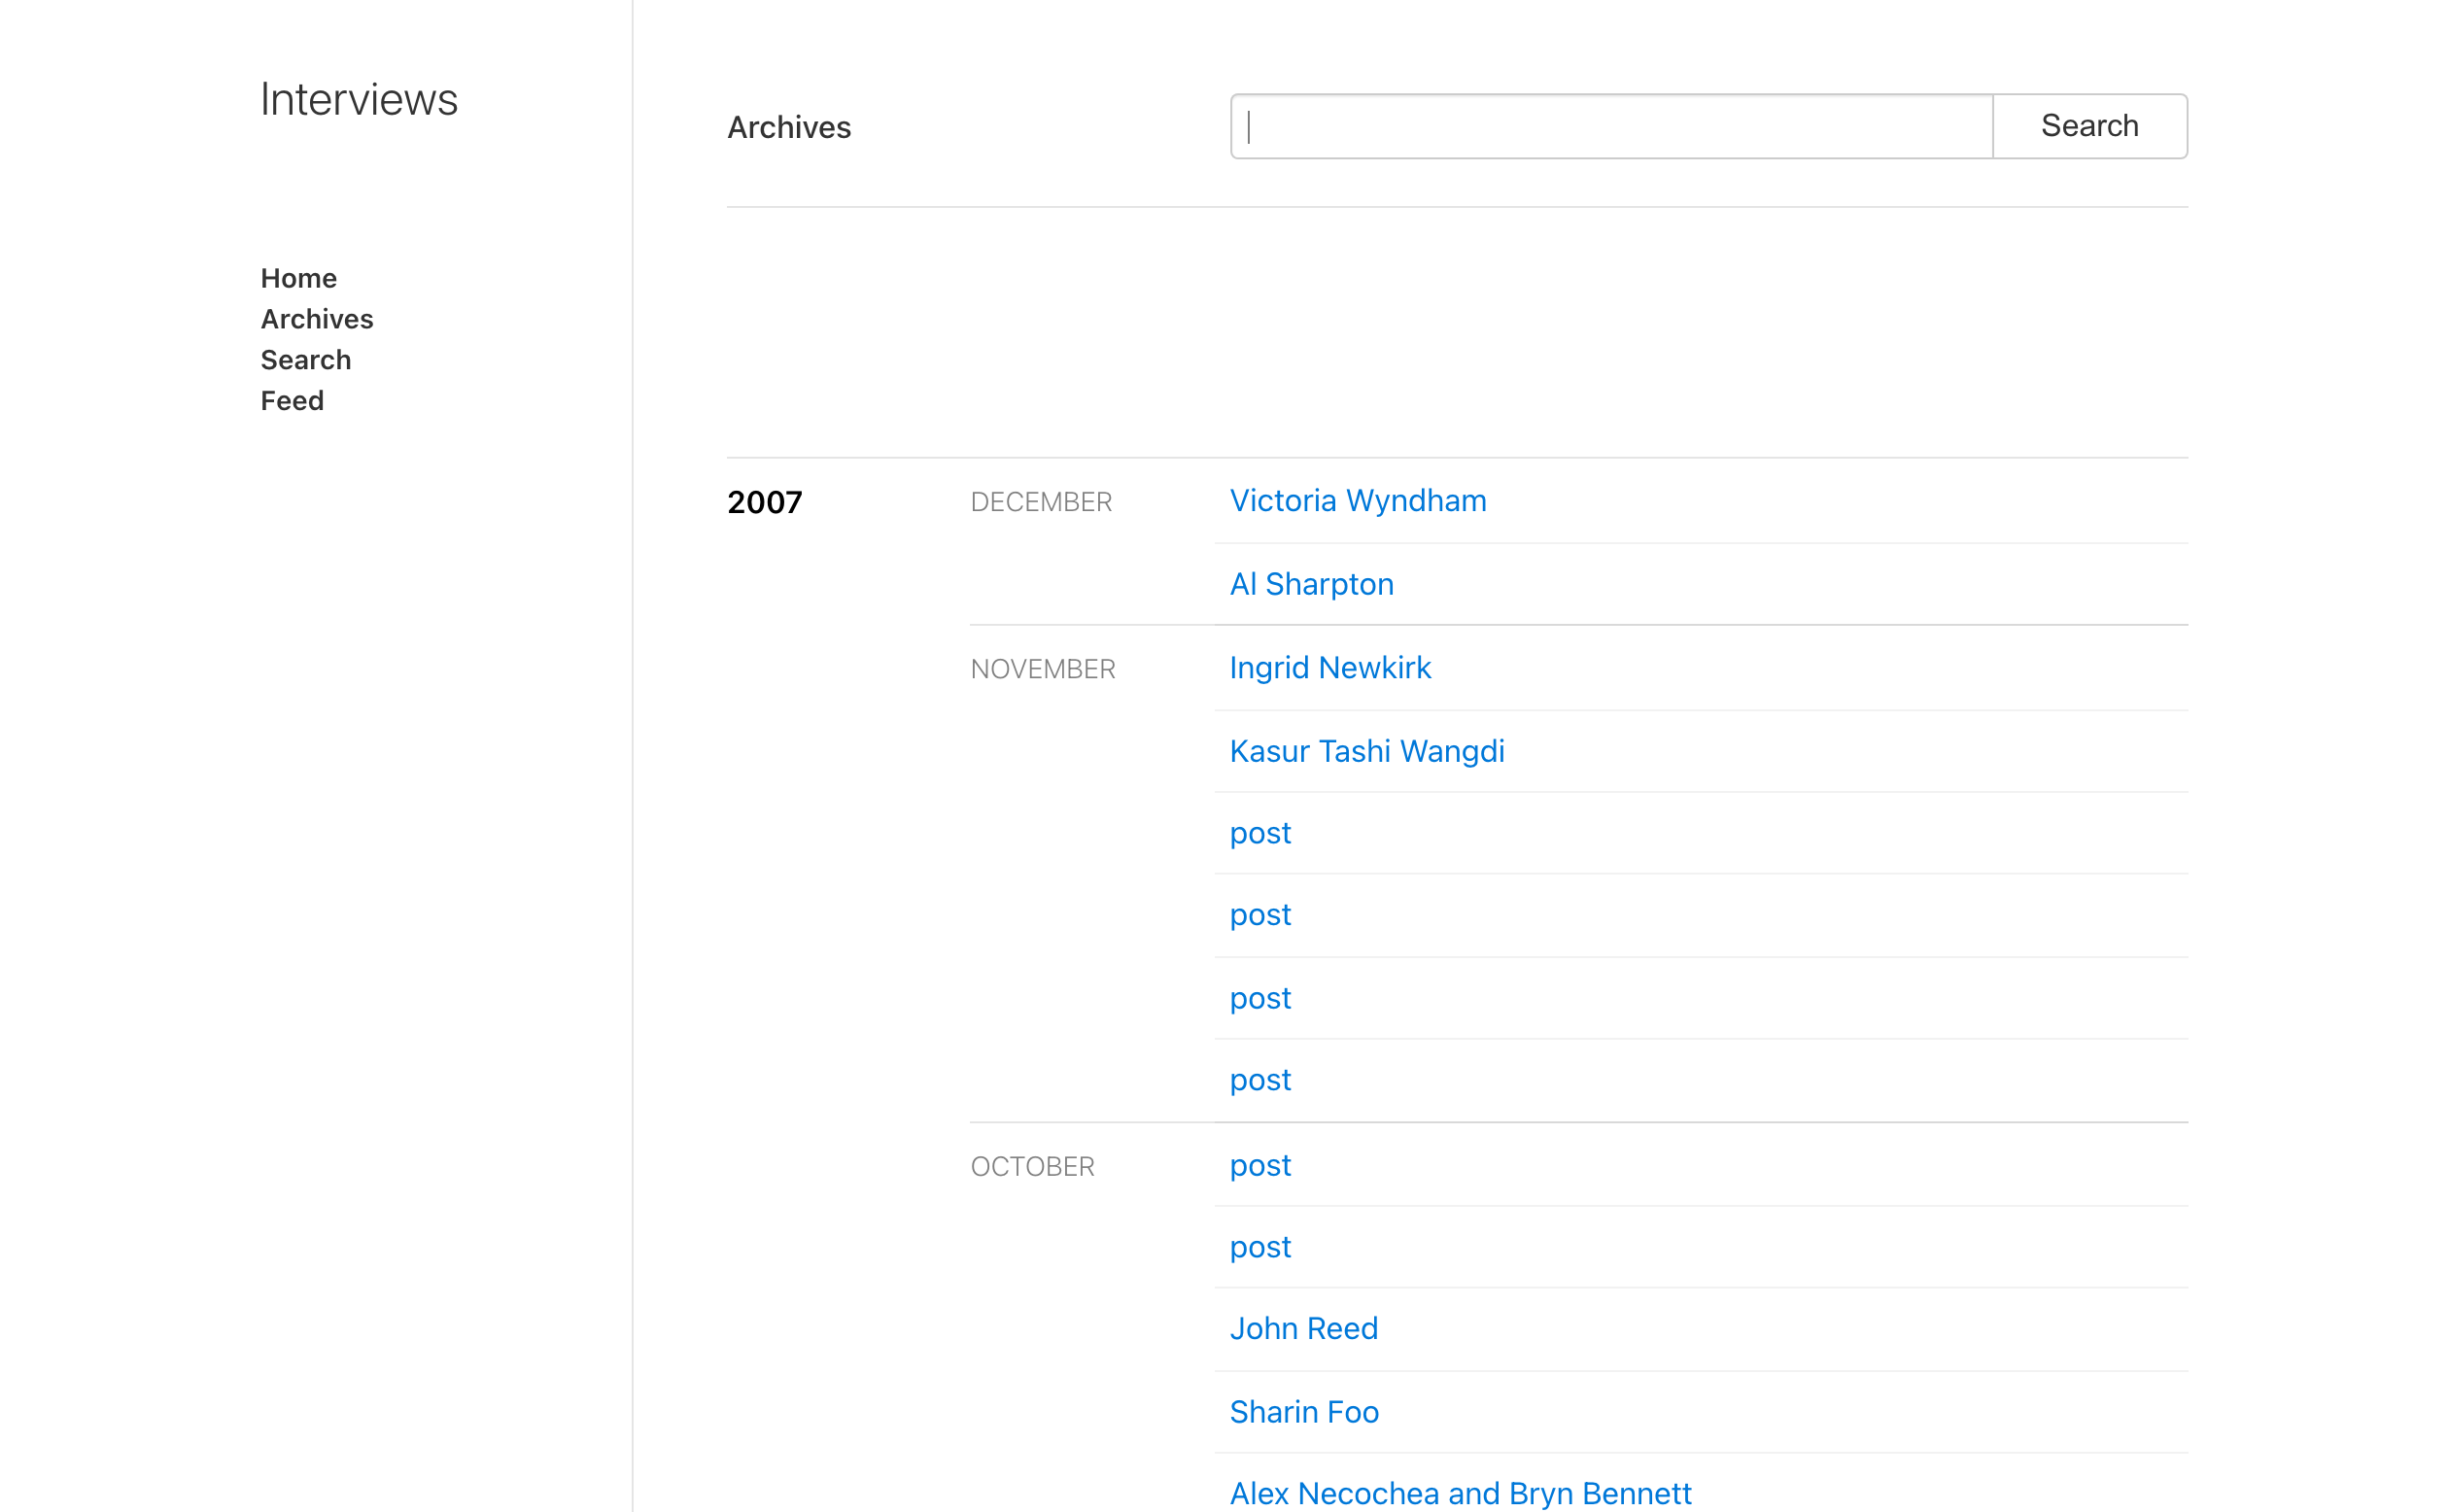 Interviews
Home
Archives
Search
Feed
Archives
Search
2007
DECEMBER
Victoria Wyndham
Al Sharpton
NOVEMBER
Ingrid Newkirk
Kasur Tashi Wangdi
post
post
post
post
OCTOBER
post
post
John Reed
Sharin Foo
Alex Necochea and Bryn Bennett